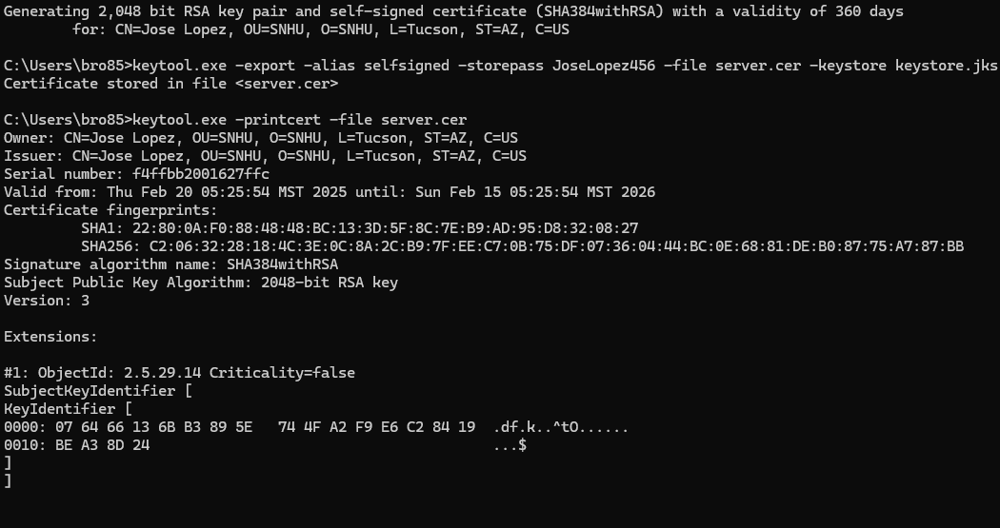 Generating 2,048 bit RSA key pair and self-signed certificate (SHA384withRSA) with a validity of 360 days
        for: CN=Jose Lopez, OU=SNHU, O=SNHU, L=Tucson, ST=AZ, C=US

C:\Users\bro85>keytool.exe -export -alias selfsigned -storepass JoseLopez456 -file server.cer -keystore keystore.jks
Certificate stored in file <server.cer>

C:\Users\bro85>keytool.exe -printcert -file server.cer
Owner: CN=Jose Lopez, OU=SNHU, O=SNHU, L=Tucson, ST=AZ, C=US
Issuer: CN=Jose Lopez, OU=SNHU, O=SNHU, L=Tucson, ST=AZ, C=US
Serial number: f4ffbb2001627ffc
Valid from: Thu Feb 20 05:25:54 MST 2025 until: Sun Feb 15 05:25:54 MST 2026
Certificate fingerprints:
         SHA1: 22:80:0A:F0:88:48:48:BC:13:3D:5F:8C:7E:B9:AD:95:D8:32:08:27
         SHA256: C2:06:32:28:18:4C:3E:0C:8A:2C:B9:7F:EE:C7:0B:75:DF:07:36:04:44:BC:0E:68:81:DE:B0:87:75:A7:87:BB
Signature algorithm name: SHA384withRSA
Subject Public Key Algorithm: 2048-bit RSA key
Version: 3

Extensions:

#1: ObjectId: 2.5.29.14 Criticality=false
SubjectKeyIdentifier [
KeyIdentifier [
0000: 07 64 66 13 6B B3 89 5E   74 4F A2 F9 E6 C2 84 19  .df.k..^tO......
0010: BE A3 8D 24                                        ...$
]
]